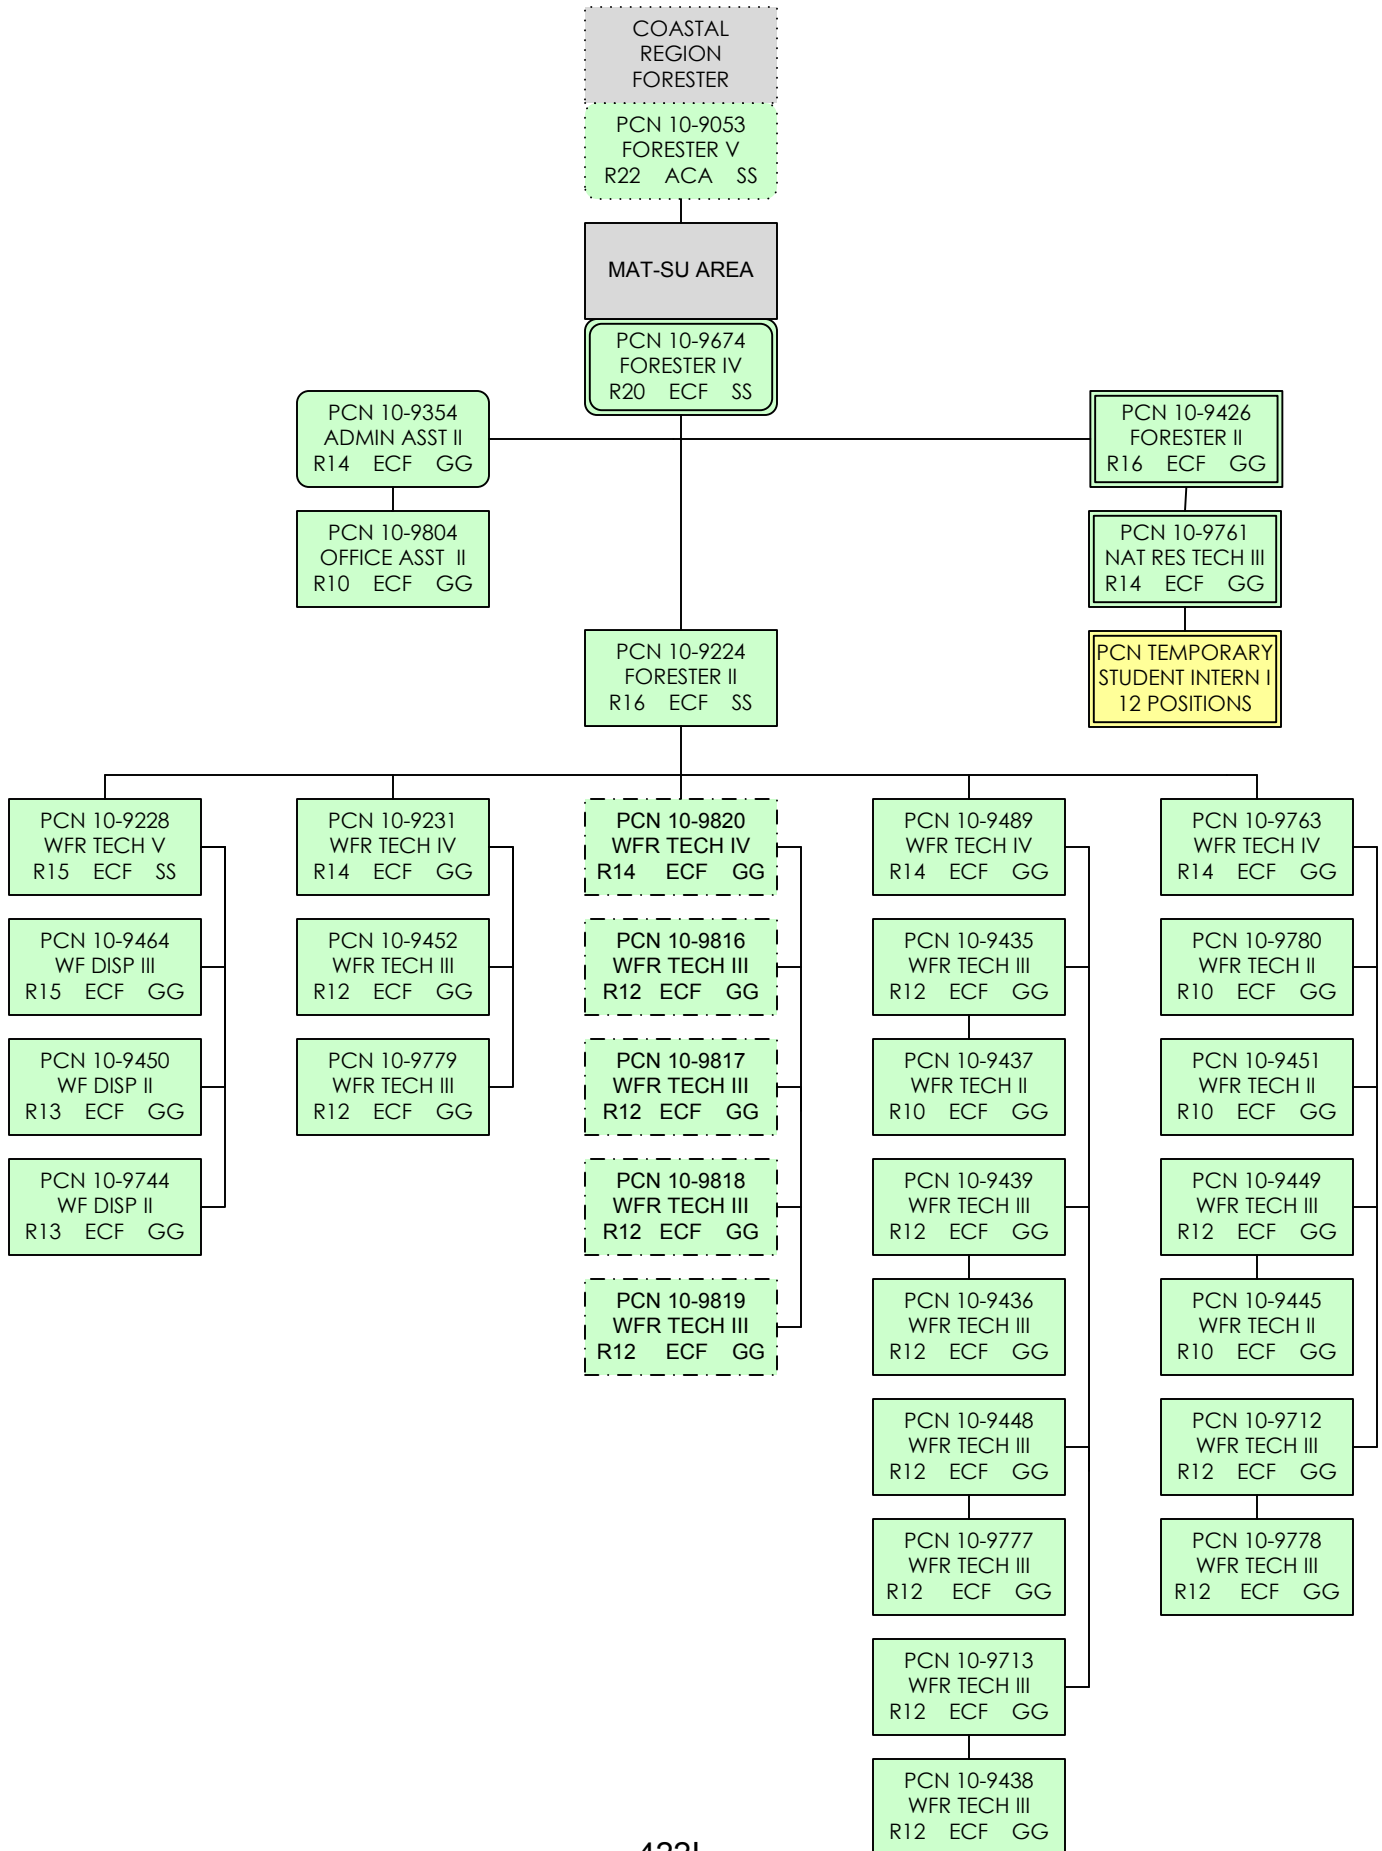 COASTAL
REGION
FORESTER
PCN 10-9053
FORESTER V
R22 ACA SS
MAT-SU AREA
PCN 10-9674
FORESTER IV
R20 ECF SS
PCN 10-9354
ADMIN ASST II
R14 ECF GG
PCN 10-9426
FORESTER II
R16 ECF GG
PCN 10-9804
OFFICE ASST II
R10 ECF GG
PCN 10-9761
NAT RES TECH III
R14 ECF GG
PCN 10-9224
FORESTER II
R16 ECF SS
PCN TEMPORARY
STUDENT INTERN I
12 POSITIONS
PCN 10-9228
WFR TECH V
R15 ECF SS
PCN 10-9464
WF DISP III
R15 ECF GG
PCN 10-9450
WF DISP II
R13 ECF GG
PCN 10-9744
WF DISP II
R13 ECF GG
PCN 10-9231
WFR TECH IV
R14 ECF GG
PCN 10-9452
WFR TECH III
R12 ECF GG
PCN 10-9779
WFR TECH III
R12 ECF GG
PCN 10-9820
WFR TECH IV
R14 ECF GG
PCN 10-9816
WFR TECH III
R12 ECF GG
PCN 10-9817
WFR TECH III
R12 ECF GG
PCN 10-9818
WFR TECH III
R12 ECF GG
PCN 10-9819
WFR TECH III
R12 ECF GG
PCN 10-9489
WFR TECH IV
R14 ECF GG
PCN 10-9435
WFR TECH III
R12 ECF GG
PCN 10-9437
WFR TECH II
R10 ECF GG
PCN 10-9439
WFR TECH III
R12 ECF GG
PCN 10-9436
WFR TECH III
R12 ECF GG
PCN 10-9448
WFR TECH III
R12 ECF GG
PCN 10-9777
WFR TECH III
R12 ECF GG
PCN 10-9713
WFR TECH III
R12 ECF GG
PCN 10-9438
WFR TECH III
R12 ECF GG
PCN 10-9763
WFR TECH IV
R14 ECF GG
PCN 10-9780
WFR TECH II
R10 ECF GG
PCN 10-9451
WFR TECH II
R10 ECF GG
PCN 10-9449
WFR TECH III
R12 ECF GG
PCN 10-9445
WFR TECH II
R10 ECF GG
PCN 10-9712
WFR TECH III
R12 ECF GG
PCN 10-9778
WFR TECH III
R12 ECF GG